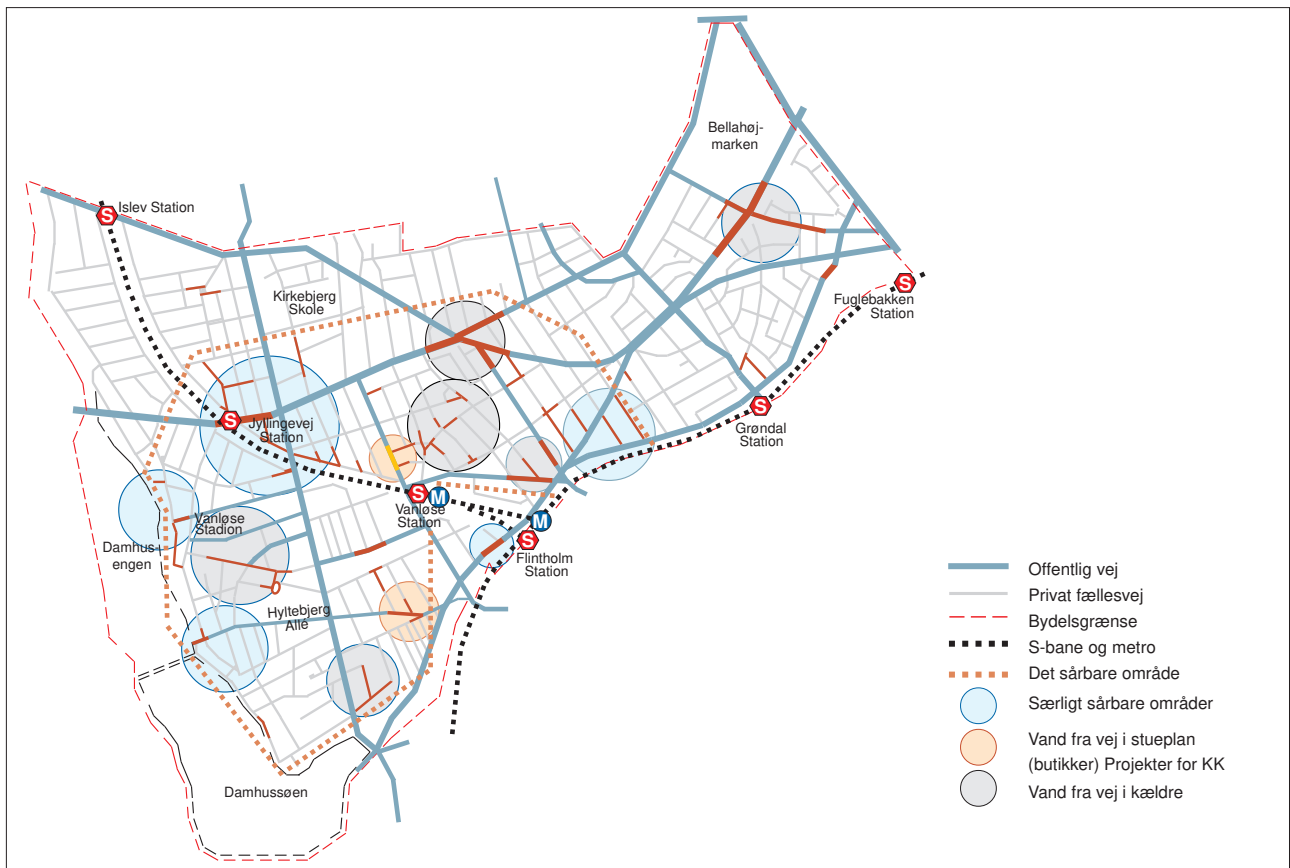 Bellahøj-
marken
S Islev Station
Kirkebjerg
Skole
S
Fuglebakken
Station
S
Jyllingevej
Station
S
Grøndal
Station
S M
Vanløse
Station
Vanløse
Stadion
M
S
Flintholm
Station
Damhus-
engen
Hyltebjerg
Allé
Damhussøen
Offentlig vej
Privat fællesvej
Bydelsgrænse
S-bane og metro
Det sårbare område
Særligt sårbare områder
Vand fra vej i stueplan
(butikker) Projekter for KK
Vand fra vej i kældre